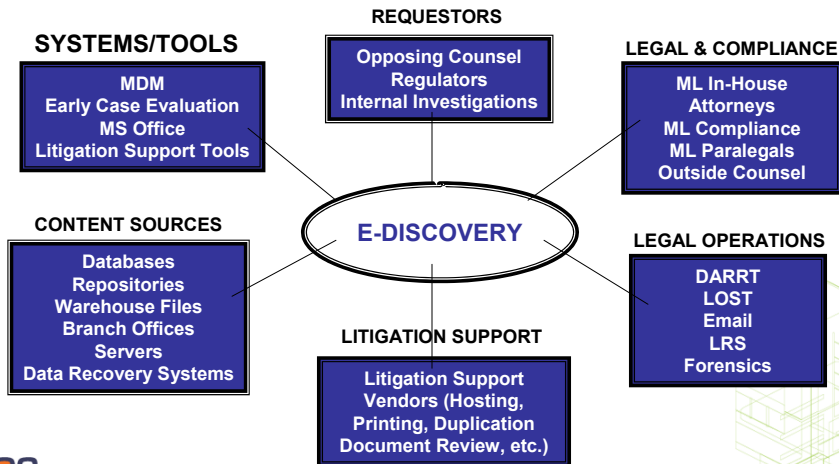 REQUESTORS
Opposing Counsel
Regulators
Internal Investigations
SYSTEMS/TOOLS
MDM
Early Case Evaluation
MS Office
Litigation Support Tools
LEGAL & COMPLIANCE
ML In-House
Attorneys
ML Compliance
ML Paralegals
Outside Counsel
E-DISCOVERY
CONTENT SOURCES
Databases
Repositories
Warehouse Files
Branch Offices
Servers
Data Recovery Systems
LITIGATION SUPPORT
Litigation Support
Vendors (Hosting,
Printing, Duplication
Document Review, etc.)
LEGAL OPERATIONS
DARRT
LOST
Email
LRS
Forensics